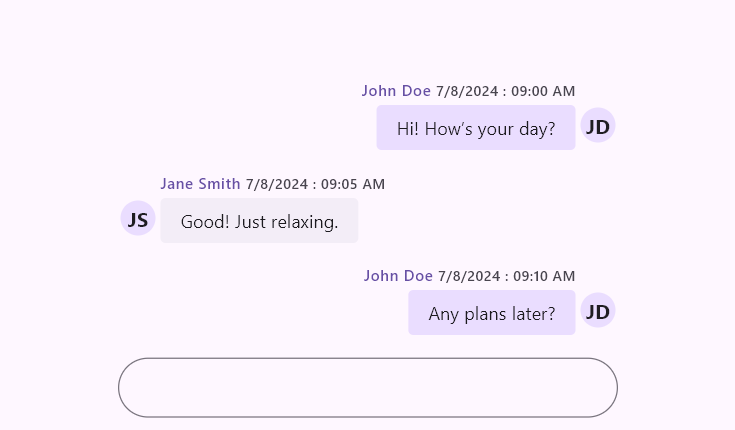 John Doe 7/8/2024 : 09:00 AM
Hi! How's your day?
JD
Jane Smith 7/8/2024 : 09:05 AM
JS
Good! Just relaxing.
John Doe 7/8/2024 : 09:10 AM
Any plans later?
JD